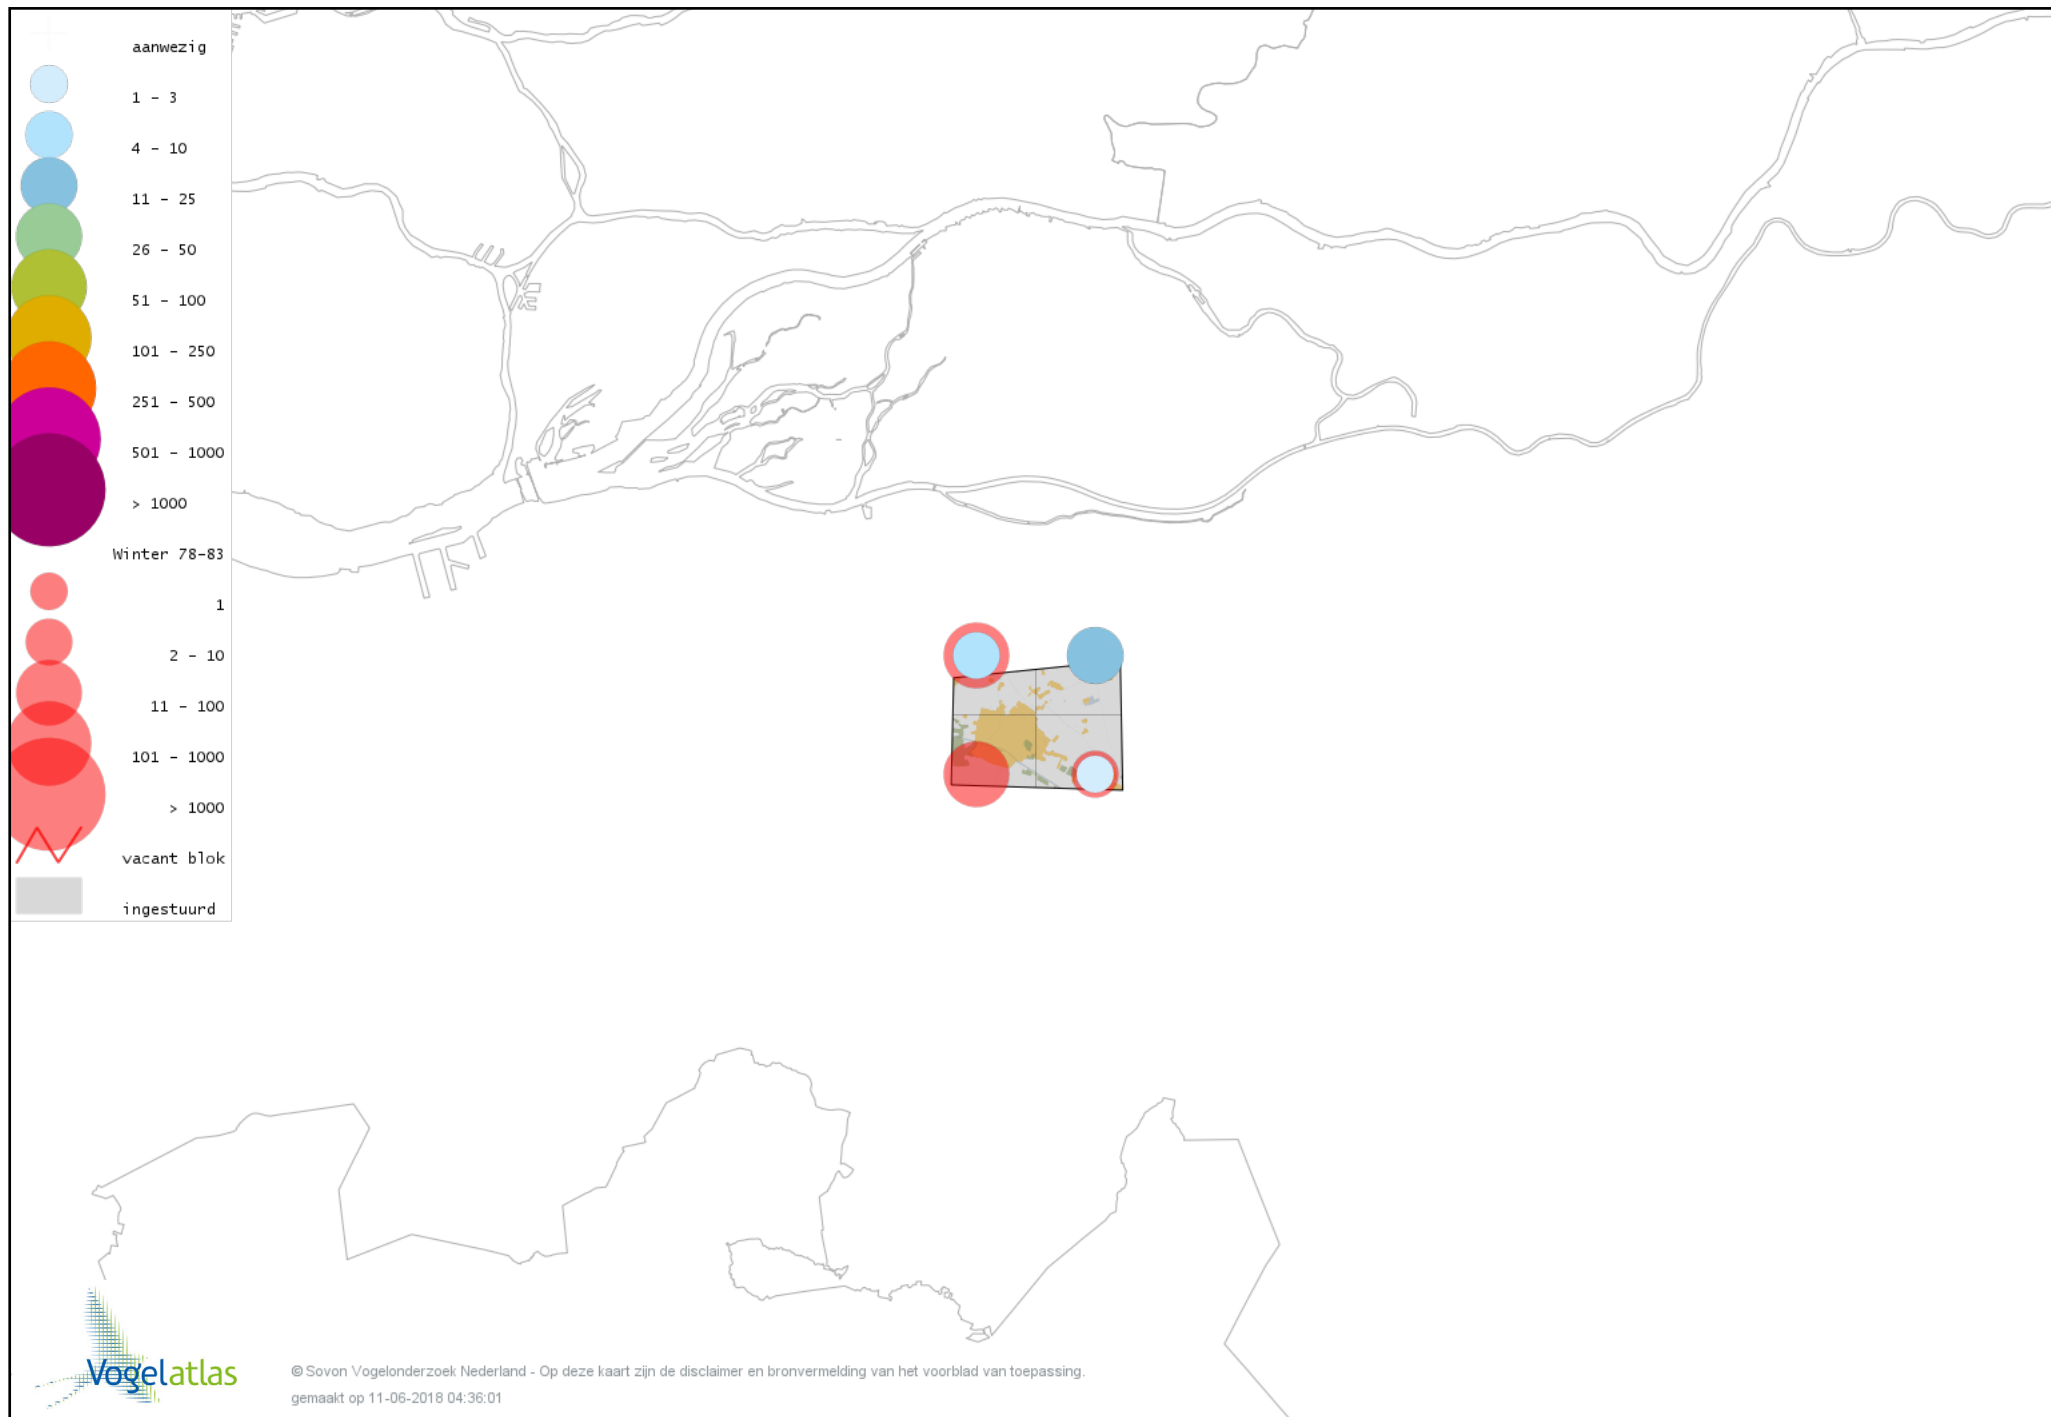 aanwezig
1 - 3
4 - 10
11 - 25
26 - 50
51 - 100
101 - 250
251 - 500
501 - 1000
> 1000
Winter 78-83
1
2 - 10
11 - 100
101 - 1000
> 1000
vacant blok
ingestuurd
Vogelatlas
© Sovon Vogelonderzoek Nederland - Op deze kaart zijn de disclaimer en bronvermelding van het voorblad van toepassing.
gemaakt op 11-06-2018 04:36:01